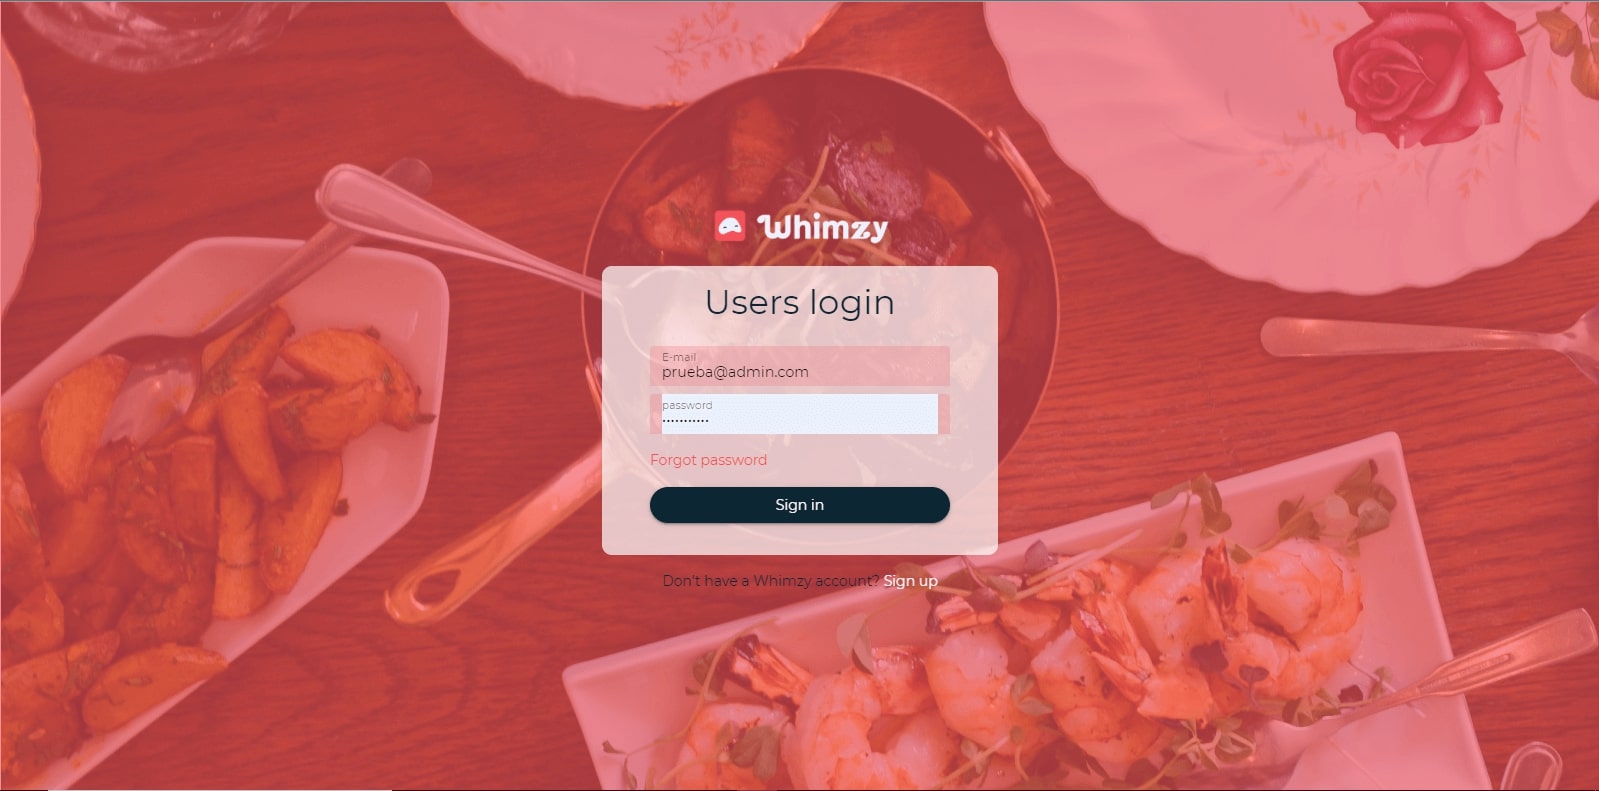 Whimzy
Users login
E-mail
prueba@admin.com
password
•••••••••••
Forgot password
Sign in
Don't have a Whimzy account? Sign up